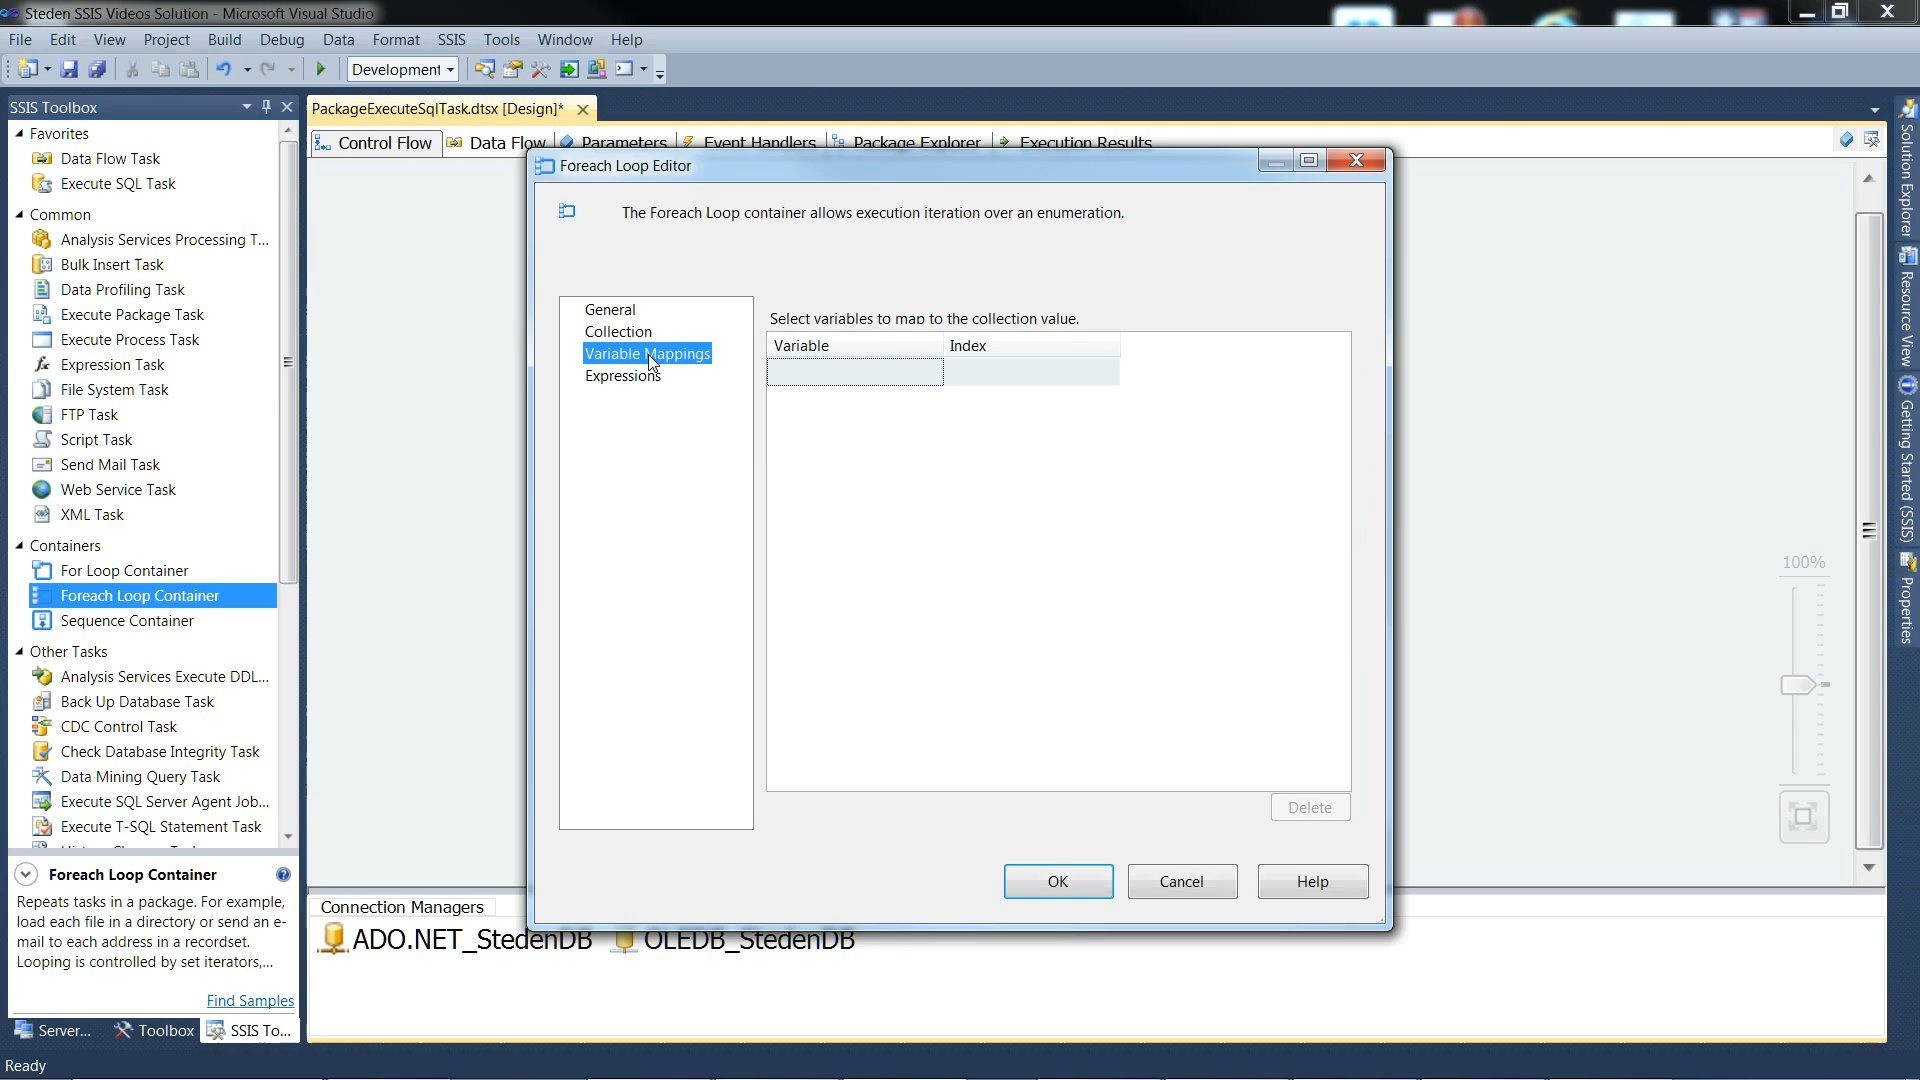 Steden SSIS Videos Solution - Microsoft Visual Studio
File Edit View Project Build Debug Data Format SSIS Tools Window Help
Development
SSIS Toolbox
Favorites
Data Flow Task
Execute SQL Task
Common
Analysis Services Processing T...
Bulk Insert Task
Data Profiling Task
Execute Package Task
Execute Process Task
Expression Task
File System Task
FTP Task
Script Task
Send Mail Task
Web Service Task
XML Task
Containers
For Loop Container
Foreach Loop Container
Sequence Container
Other Tasks
Analysis Services Execute DDL...
Back Up Database Task
CDC Control Task
Check Database Integrity Task
Data Mining Query Task
Execute SQL Server Agent Job...
Execute T-SQL Statement Task
Foreach Loop Container
Repeats tasks in a package. For example,
load each file in a directory or send an e-
mail to each address in a recordset.
Looping is controlled by set iterators,...
Find Samples
Server... Toolbox SSIS To...
Ready
PackageExecuteSqlTask.dtsx [Design]*
Control Flow Data Flow Parameters Event Handlers Package Explorer Execution Results
Foreach Loop Editor
The Foreach Loop container allows execution iteration over an enumeration.
General
Collection
Variable Mappings
Expressions
Select variables to map to the collection value.
Variable Index
Delete
OK Cancel Help
100%
Connection Managers
ADO.NET_StedenDB OLEDB_StedenDB
Solution Explorer
Resource View
Getting Started (SSIS)
Properties